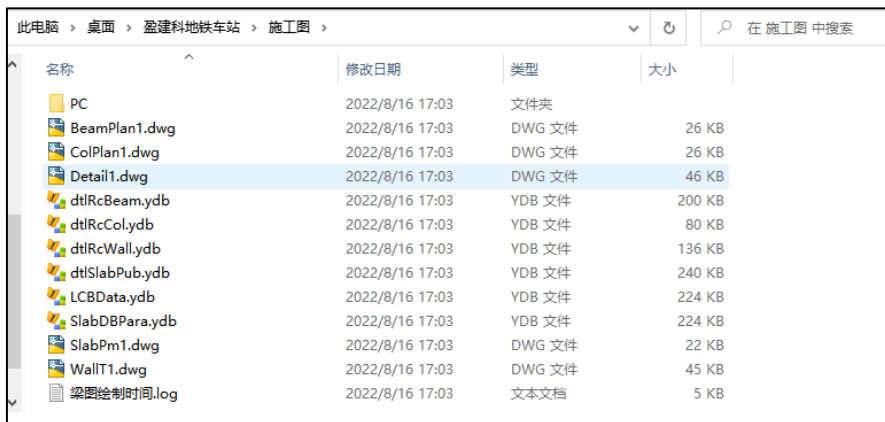 此电脑 › 桌面 › 盈建科地铁车站 › 施工图 › 在 施工图 中搜索
名称 修改日期 类型 大小
PC 2022/8/16 17:03 文件夹
BeamPlan1.dwg 2022/8/16 17:03 DWG 文件 26 KB
ColPlan1.dwg 2022/8/16 17:03 DWG 文件 26 KB
Detail1.dwg 2022/8/16 17:03 DWG 文件 46 KB
dtlRcBeam.ydb 2022/8/16 17:03 YDB 文件 200 KB
dtlRcCol.ydb 2022/8/16 17:03 YDB 文件 80 KB
dtlRcWall.ydb 2022/8/16 17:03 YDB 文件 136 KB
dtlSlabPub.ydb 2022/8/16 17:03 YDB 文件 240 KB
LCBData.ydb 2022/8/16 17:03 YDB 文件 224 KB
SlabDBPara.ydb 2022/8/16 17:03 YDB 文件 224 KB
SlabPm1.dwg 2022/8/16 17:03 DWG 文件 22 KB
WallT1.dwg 2022/8/16 17:03 DWG 文件 45 KB
梁图绘制时间.log 2022/8/16 17:03 文本文档 5 KB